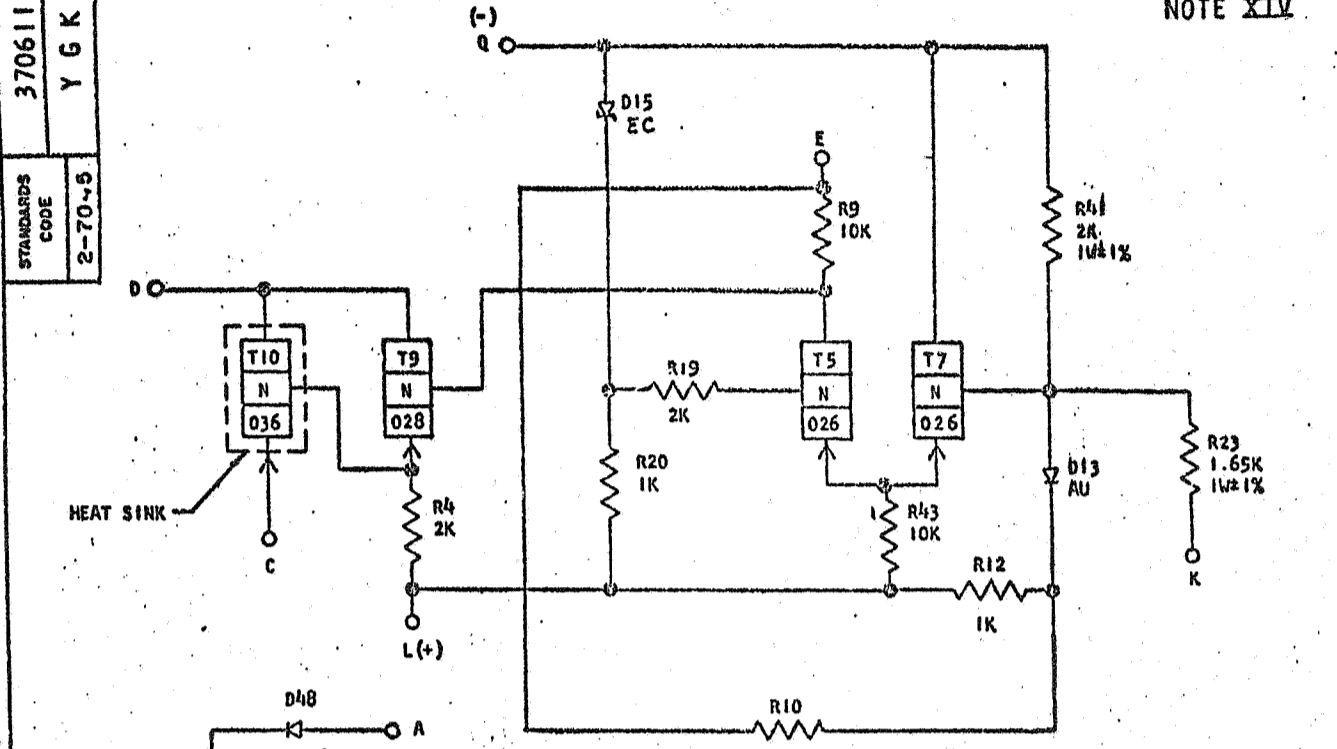 370611
Y G K
STANDARDS
CODE
2-70-5
NOTE XIV
(-)
Q
D15
EC
E
R9
10K
R41
2K
1W±1%
D
T10
N
036
T9
N
028
R19
2K
T5
N
026
T7
N
026
R20
1K
R23
1.65K
1W±1%
D13
AU
HEAT SINK
R4
2K
R43
10K
C
R12
1K
K
L(+)
D48
A
R10